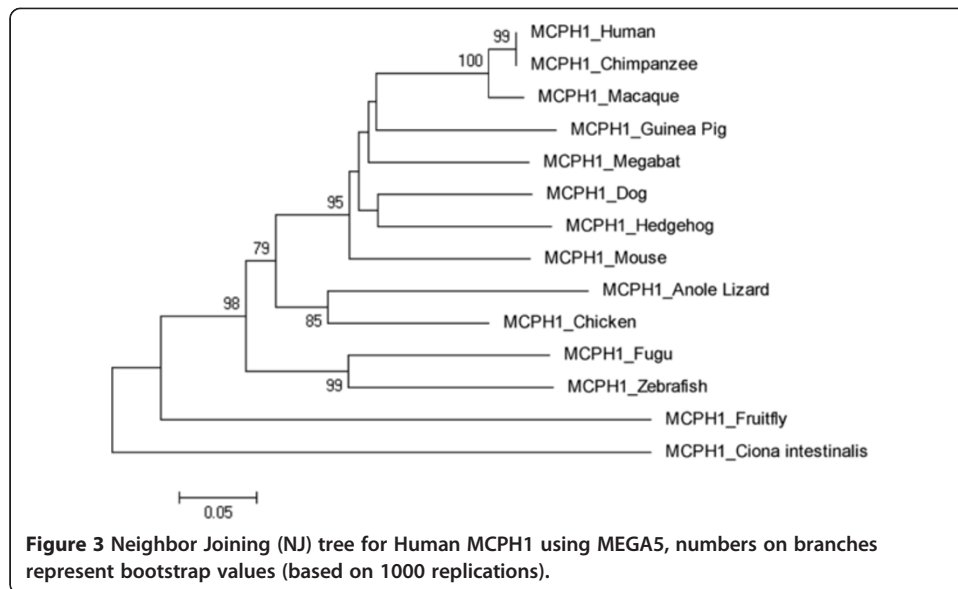 99
MCPH1_Human
100
MCPH1_Chimpanzee
MCPH1_Macaque
MCPH1_Guinea Pig
MCPH1_Megabat
95
MCPH1_Dog
MCPH1_Hedgehog
79
MCPH1_Mouse
98
MCPH1_Anole Lizard
85
MCPH1_Chicken
MCPH1_Fugu
99
MCPH1_Zebrafish
MCPH1_Fruitfly
MCPH1_Ciona intestinalis
0.05
Figure 3 Neighbor Joining (NJ) tree for Human MCPH1 using MEGA5, numbers on branches
represent bootstrap values (based on 1000 replications).